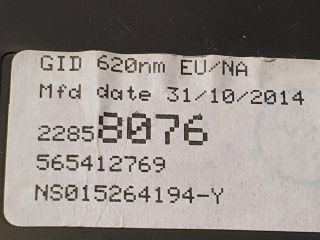 GID 620nm EU/NA
Mfd date 31/10/2014
22858076
565412769
NS015264194-Y